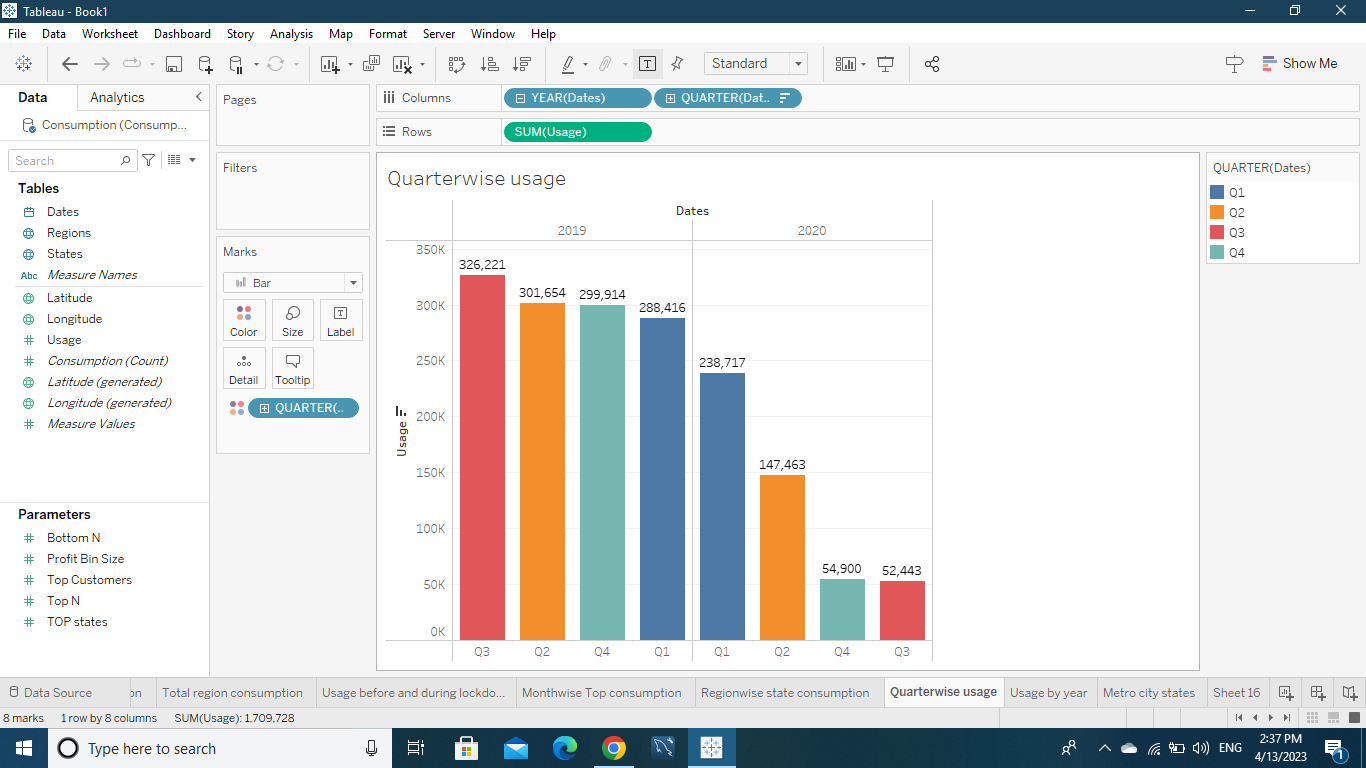 Tableau - Book1
File Data Worksheet Dashboard Story Analysis Map Format Server Window Help
Standard
Show Me
Data Analytics
Consumption (Consump...
Search
Tables
Dates
Regions
States
Abc Measure Names
Latitude
Longitude
Usage
Consumption (Count)
Latitude (generated)
Longitude (generated)
Measure Values
Parameters
Bottom N
Profit Bin Size
Top Customers
Top N
TOP states
Pages
Filters
Marks
Bar
Color Size Label
Detail Tooltip
QUARTER(..
Columns YEAR(Dates) QUARTER(Dat..
Rows SUM(Usage)
Quarterwise usage
Dates
2019 2020
Usage
350K
300K
250K
200K
150K
100K
50K
0K
326,221
301,654
299,914
288,416
238,717
147,463
54,900
52,443
Q3 Q2 Q4 Q1 Q1 Q2 Q4 Q3
QUARTER(Dates)
Q1
Q2
Q3
Q4
Data Source on Total region consumption Usage before and during lockdo... Monthwise Top consumption Regionwise state consumption Quarterwise usage Usage by year Metro city states Sheet 16
8 marks 1 row by 8 columns SUM(Usage): 1,709,728
Type here to search
ENG
2:37 PM
4/13/2023
1